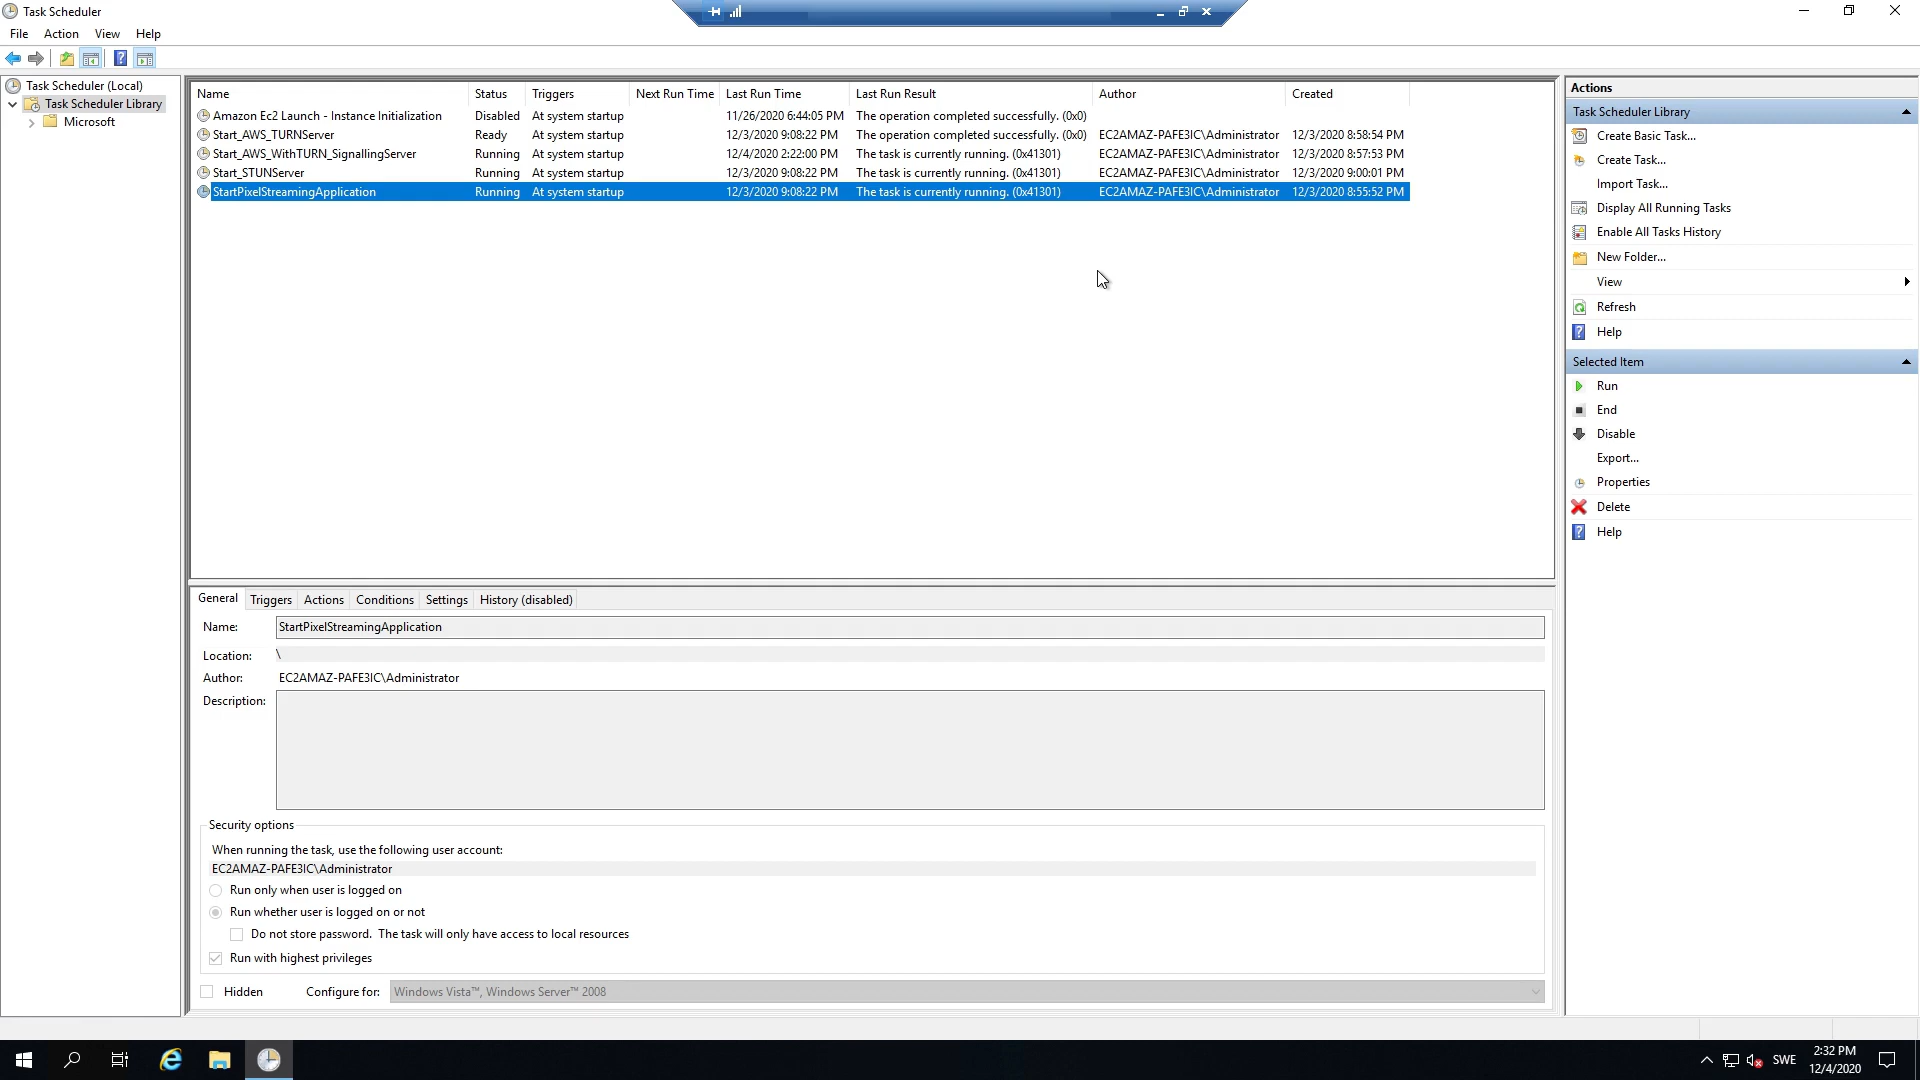 Task Scheduler
File Action View Help
Task Scheduler (Local)
Task Scheduler Library
Microsoft
Name Status Triggers Next Run Time Last Run Time Last Run Result Author Created
Amazon Ec2 Launch - Instance Initialization Disabled At system startup 11/26/2020 6:44:05 PM The operation completed successfully. (0x0)
Start_AWS_TURNServer Ready At system startup 12/3/2020 9:08:22 PM The operation completed successfully. (0x0) EC2AMAZ-PAFE3IC\Administrator 12/3/2020 8:58:54 PM
Start_AWS_WithTURN_SignallingServer Running At system startup 12/4/2020 2:22:00 PM The task is currently running. (0x41301) EC2AMAZ-PAFE3IC\Administrator 12/3/2020 8:57:53 PM
Start_STUNServer Running At system startup 12/3/2020 9:08:22 PM The task is currently running. (0x41301) EC2AMAZ-PAFE3IC\Administrator 12/3/2020 9:00:01 PM
StartPixelStreamingApplication Running At system startup 12/3/2020 9:08:22 PM The task is currently running. (0x41301) EC2AMAZ-PAFE3IC\Administrator 12/3/2020 8:55:52 PM
General Triggers Actions Conditions Settings History (disabled)
Name: StartPixelStreamingApplication
Location: \
Author: EC2AMAZ-PAFE3IC\Administrator
Description:
Security options
When running the task, use the following user account:
EC2AMAZ-PAFE3IC\Administrator
Run only when user is logged on
Run whether user is logged on or not
Do not store password. The task will only have access to local resources
Run with highest privileges
Hidden Configure for: Windows Vista™, Windows Server™ 2008
Actions
Task Scheduler Library
Create Basic Task...
Create Task...
Import Task...
Display All Running Tasks
Enable All Tasks History
New Folder...
View
Refresh
Help
Selected Item
Run
End
Disable
Export...
Properties
Delete
Help
SWE
2:32 PM
12/4/2020